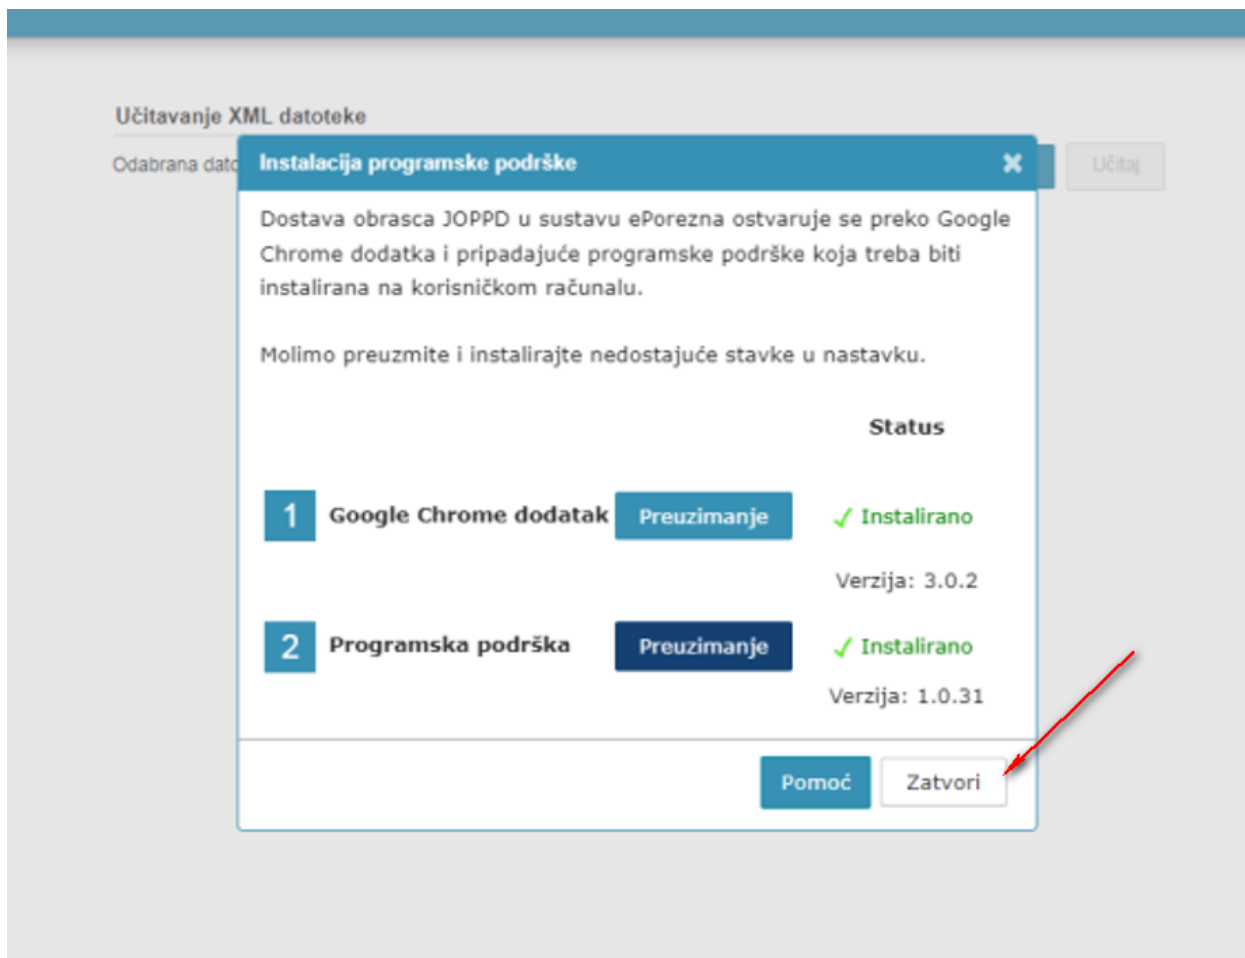 Učitavanje XML datoteke
Odabrana dato
Učitaj
Instalacija programske podrške
Dostava obrasca JOPPD u sustavu ePorezna ostvaruje se preko Google
Chrome dodatka i pripadajuće programske podrške koja treba biti
instalirana na korisničkom računalu.
Molimo preuzmite i instalirajte nedostajuće stavke u nastavku.
Status
1 Google Chrome dodatak Preuzimanje Instalirano
Verzija: 3.0.2
2 Programska podrška Preuzimanje Instalirano
Verzija: 1.0.31
Pomoć Zatvori